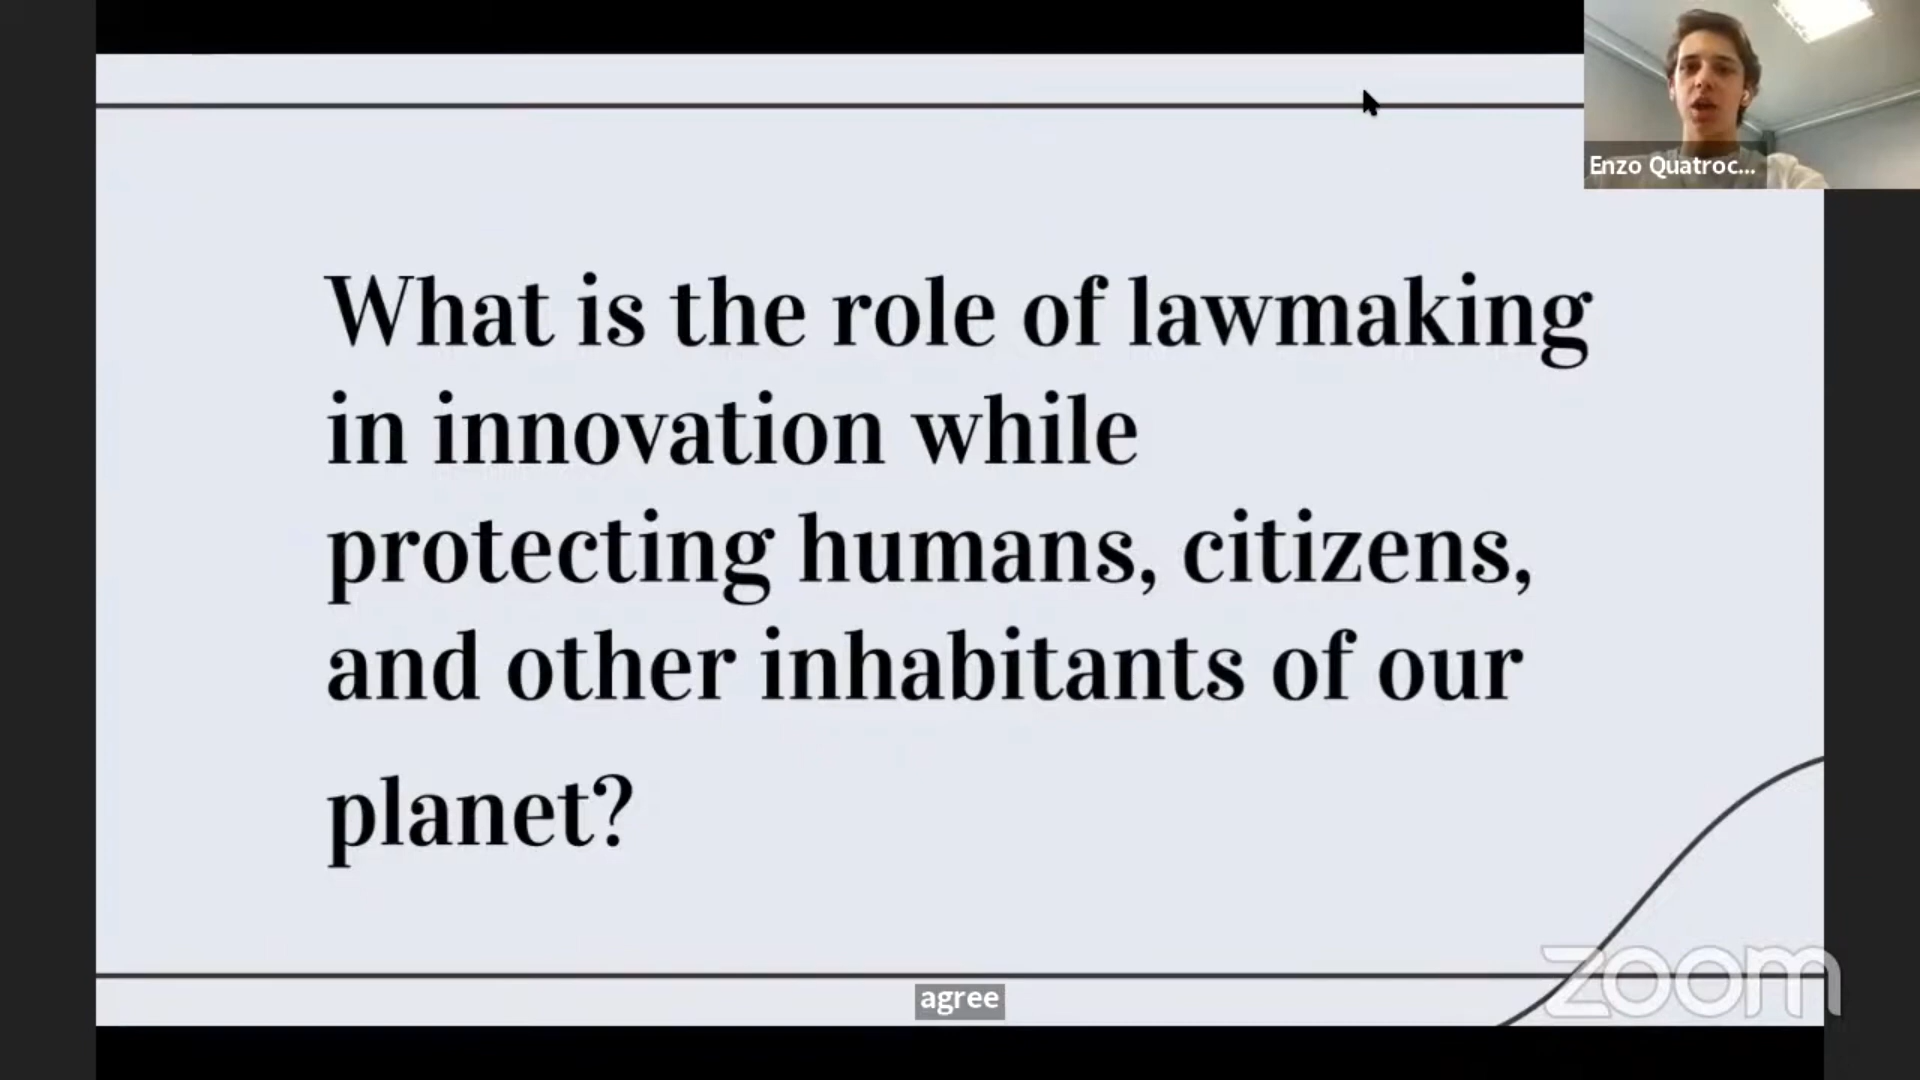 Enzo Quatroc...
What is the role of lawmaking
in innovation while
protecting humans, citizens,
and other inhabitants of our
planet?
zoom
agree